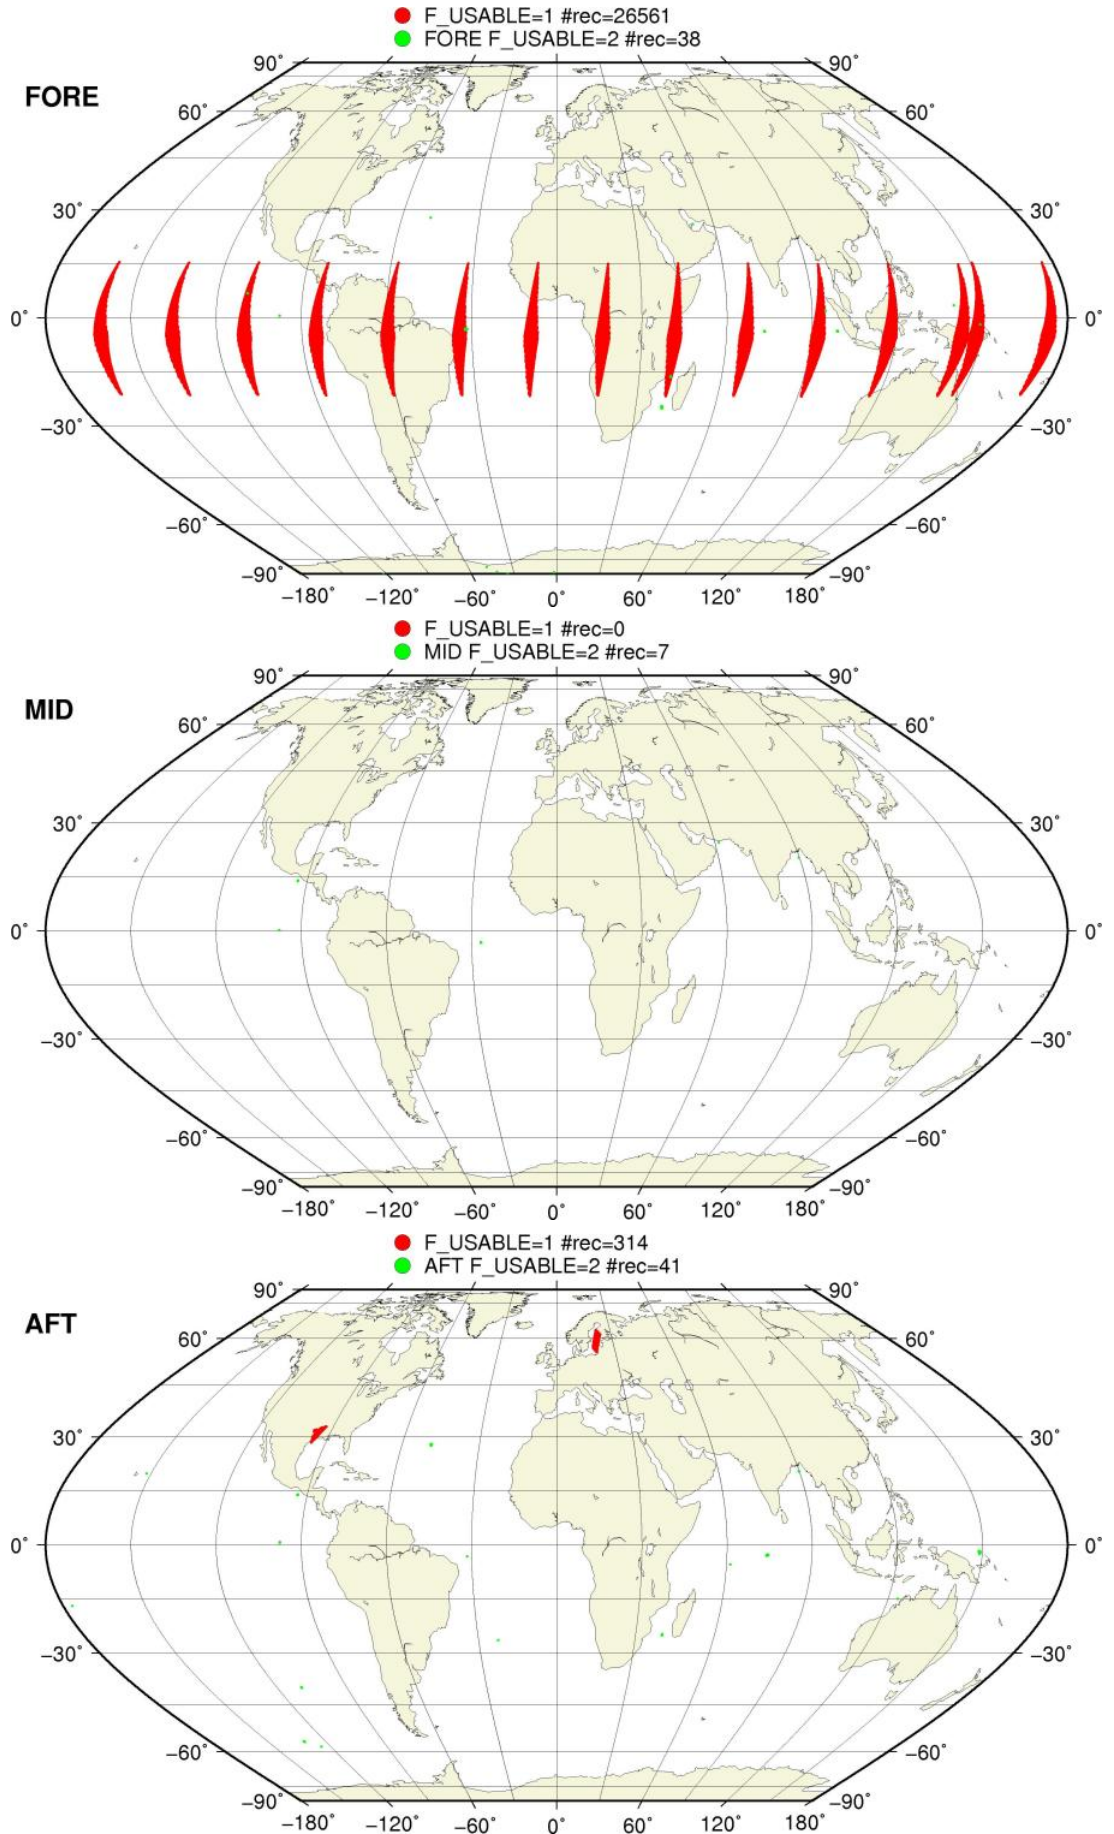 F_USABLE=1 #rec=26561
FORE F_USABLE=2 #rec=38
FORE
90° 90°
60° 60°
30° 30°
0° 0°
−30° −30°
−60° −60°
−90° −90°
−180° −120° −60° 0° 60° 120° 180°
F_USABLE=1 #rec=0
MID F_USABLE=2 #rec=7
MID
90° 90°
60° 60°
30° 30°
0° 0°
−30° −30°
−60° −60°
−90° −90°
−180° −120° −60° 0° 60° 120° 180°
F_USABLE=1 #rec=314
AFT F_USABLE=2 #rec=41
AFT
90° 90°
60° 60°
30° 30°
0° 0°
−30° −30°
−60° −60°
−90° −90°
−180° −120° −60° 0° 60° 120° 180°